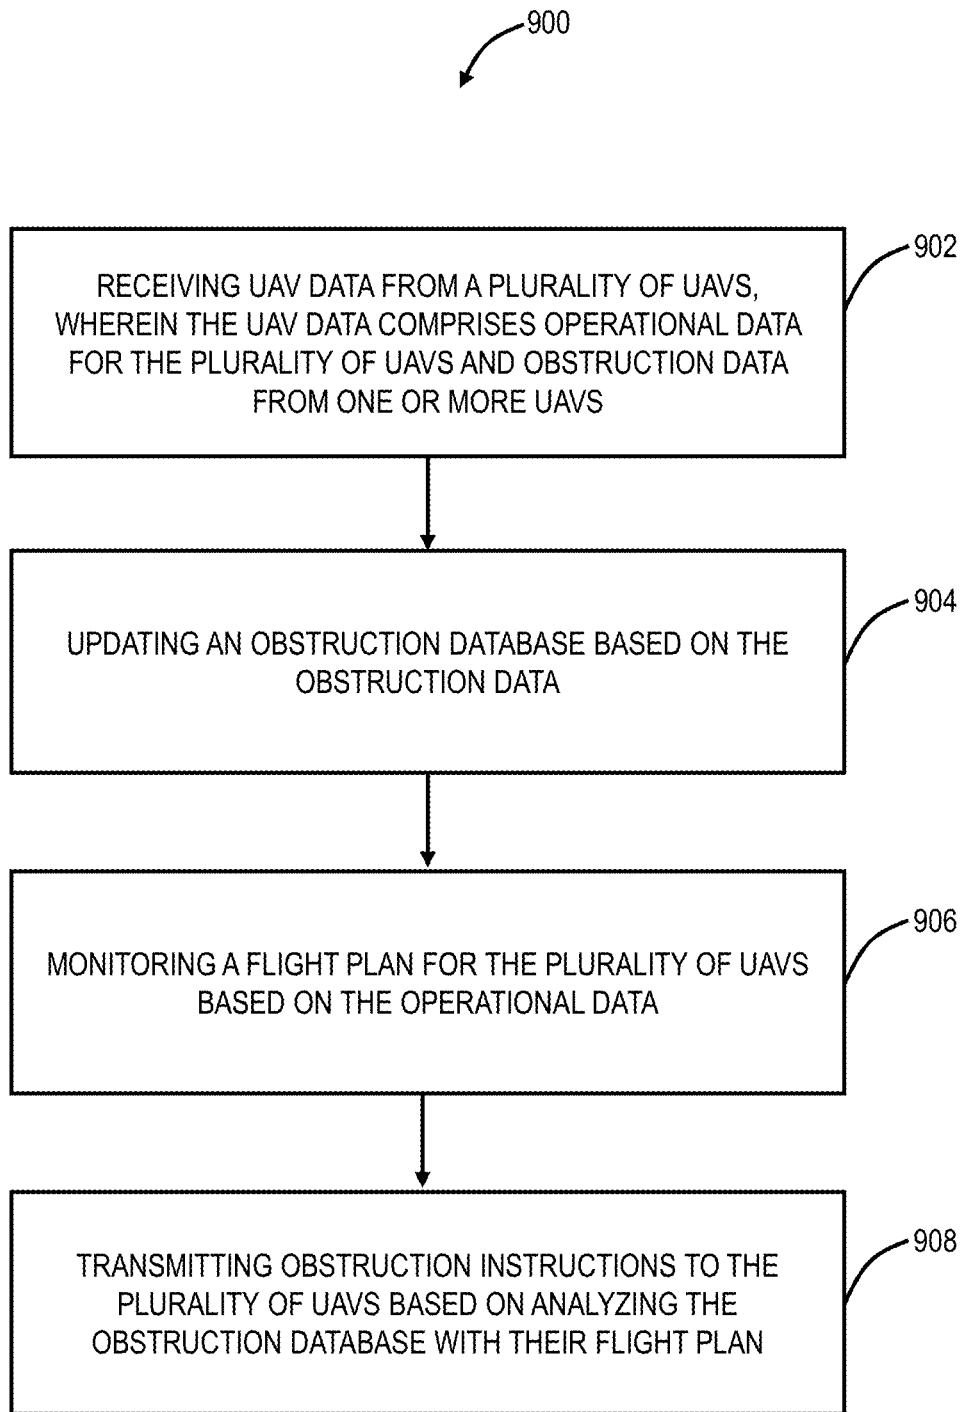 900
902
RECEIVING UAV DATA FROM A PLURALITY OF UAVS,
WHEREIN THE UAV DATA COMPRISES OPERATIONAL DATA
FOR THE PLURALITY OF UAVS AND OBSTRUCTION DATA
FROM ONE OR MORE UAVS
904
UPDATING AN OBSTRUCTION DATABASE BASED ON THE
OBSTRUCTION DATA
906
MONITORING A FLIGHT PLAN FOR THE PLURALITY OF UAVS
BASED ON THE OPERATIONAL DATA
908
TRANSMITTING OBSTRUCTION INSTRUCTIONS TO THE
PLURALITY OF UAVS BASED ON ANALYZING THE
OBSTRUCTION DATABASE WITH THEIR FLIGHT PLAN